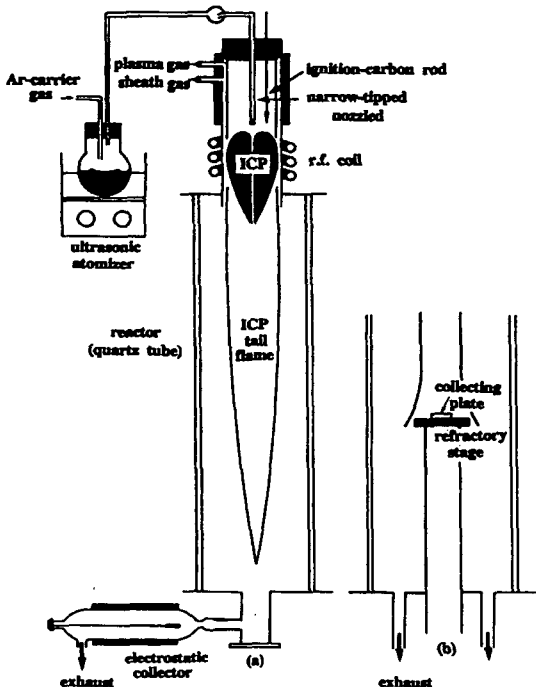 plasma gas
sheath gas
Ar-carrier
gas
ignition-carbon rod
narrow-tipped
nozzled
ICP
r.f. coil
ultrasonic
atomizer
reactor
(quartz tube)
ICP
tail
flame
collecting
plate
refractory
stage
(a)
electrostatic
collector
exhaust
(b)
exhaust